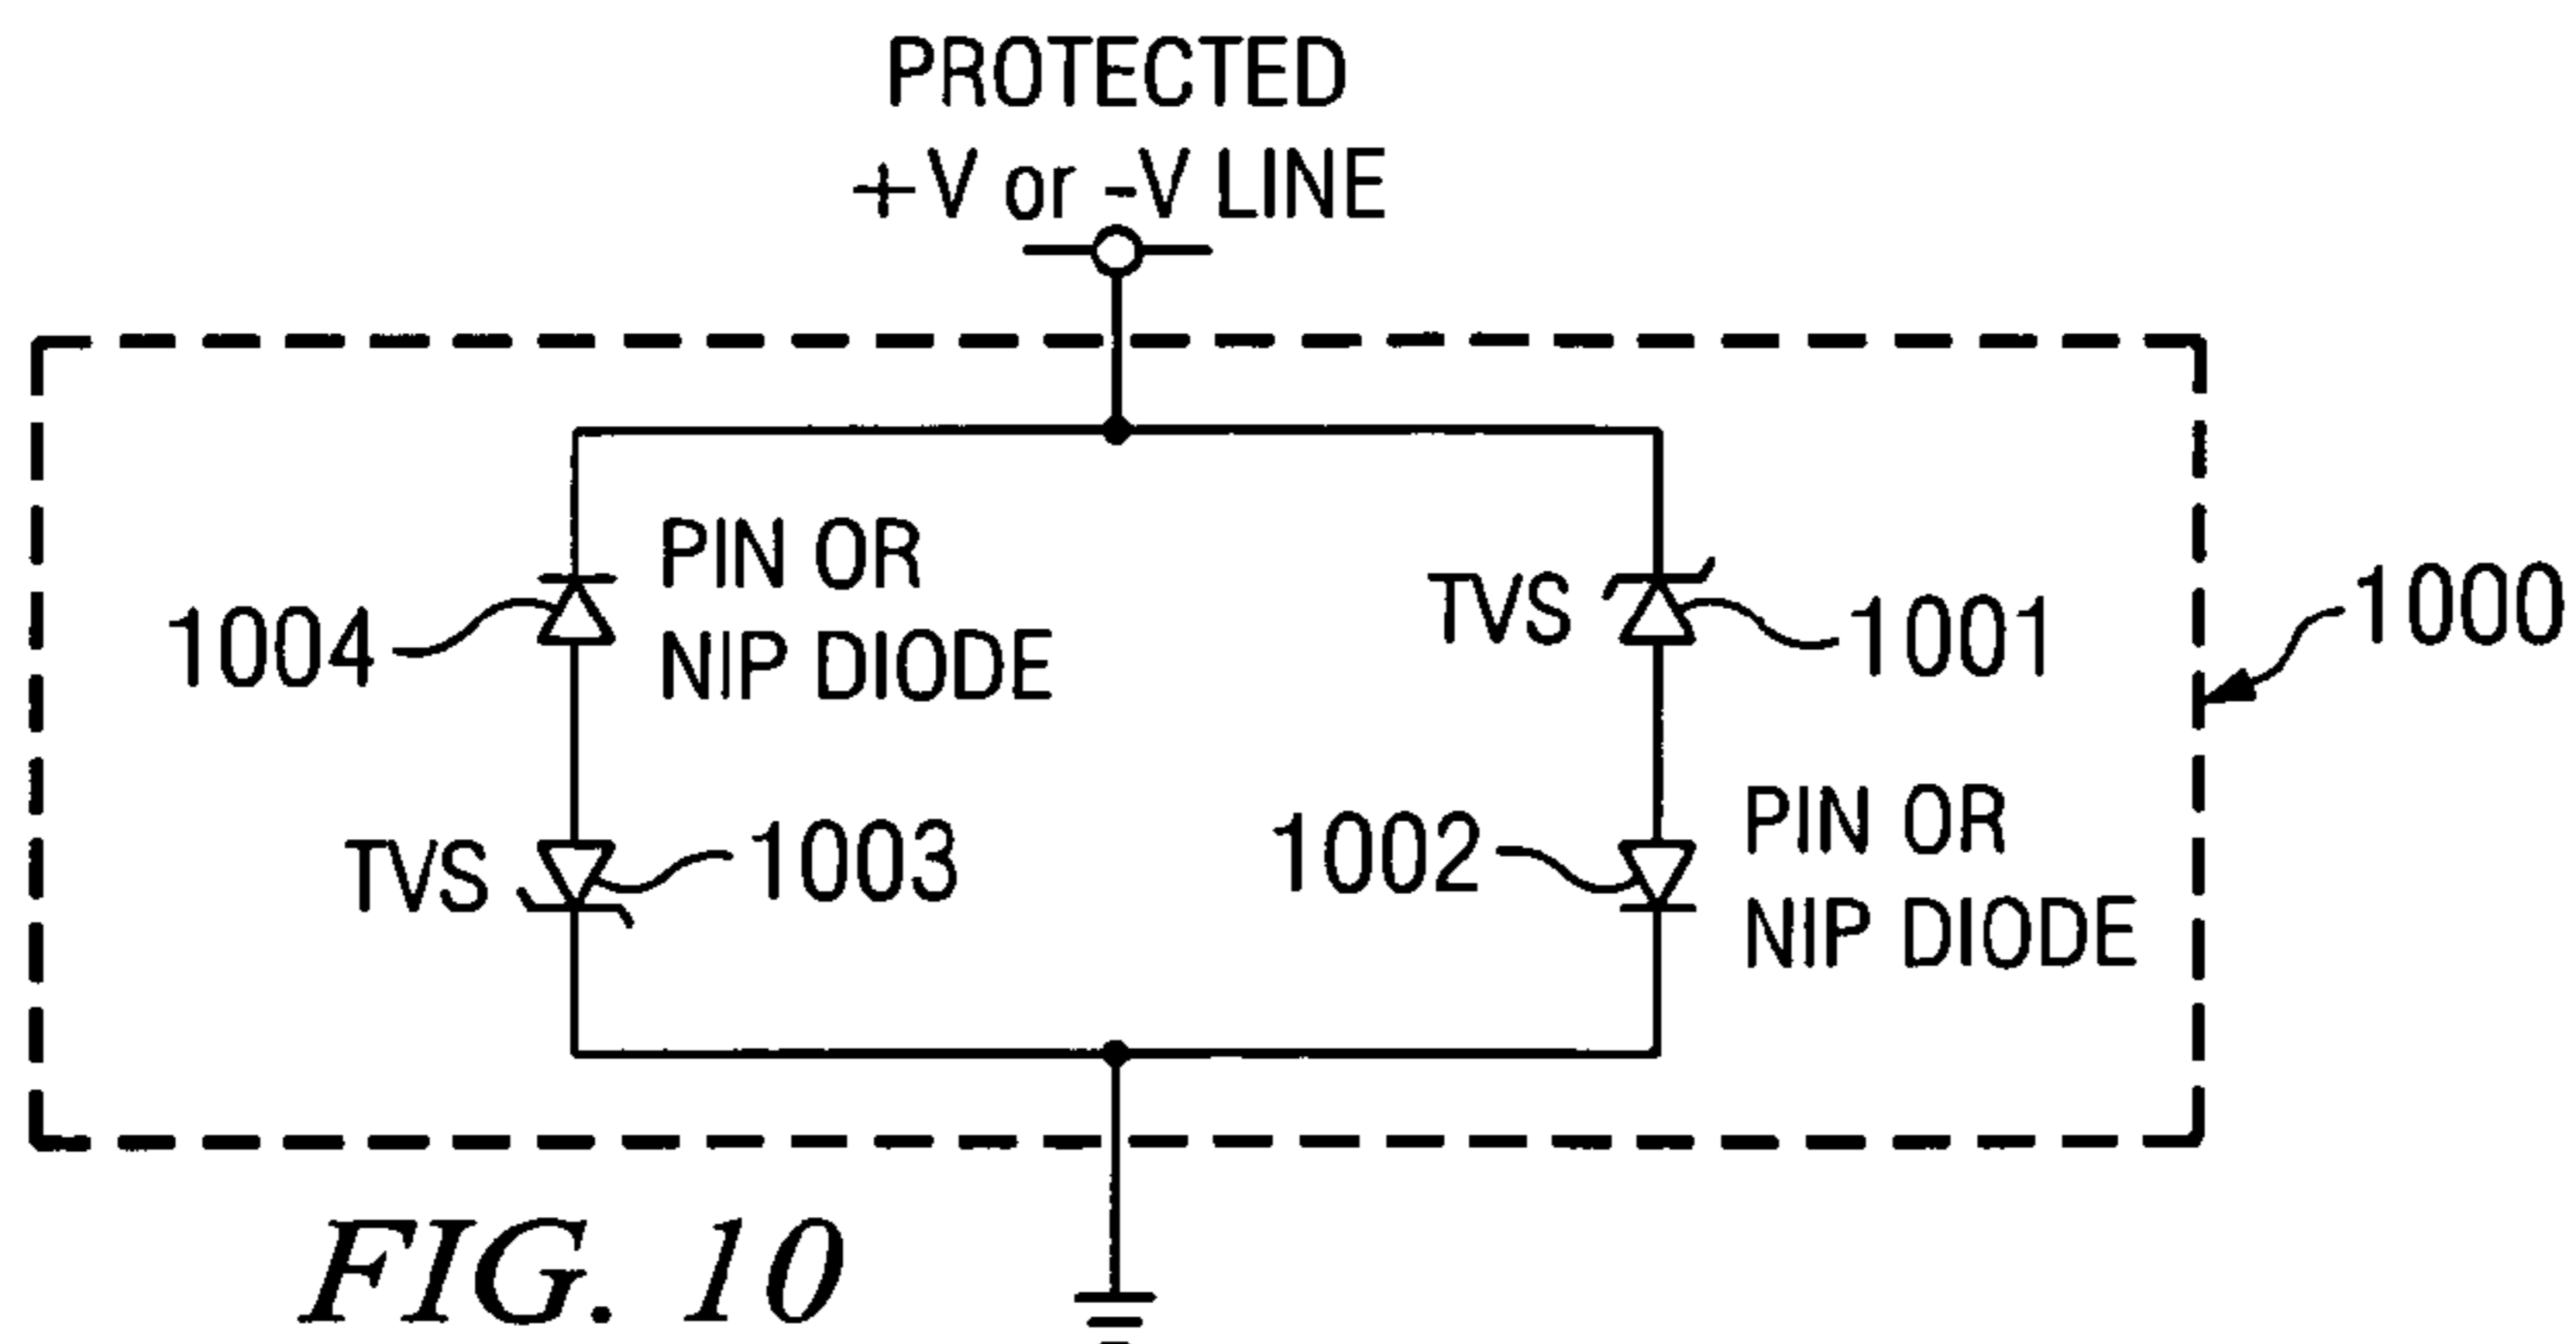 PROTECTED
+V or -V LINE
PIN OR
NIP DIODE
1004
TVS
1001
1000
TVS
1003
1002
PIN OR
NIP DIODE
FIG. 10